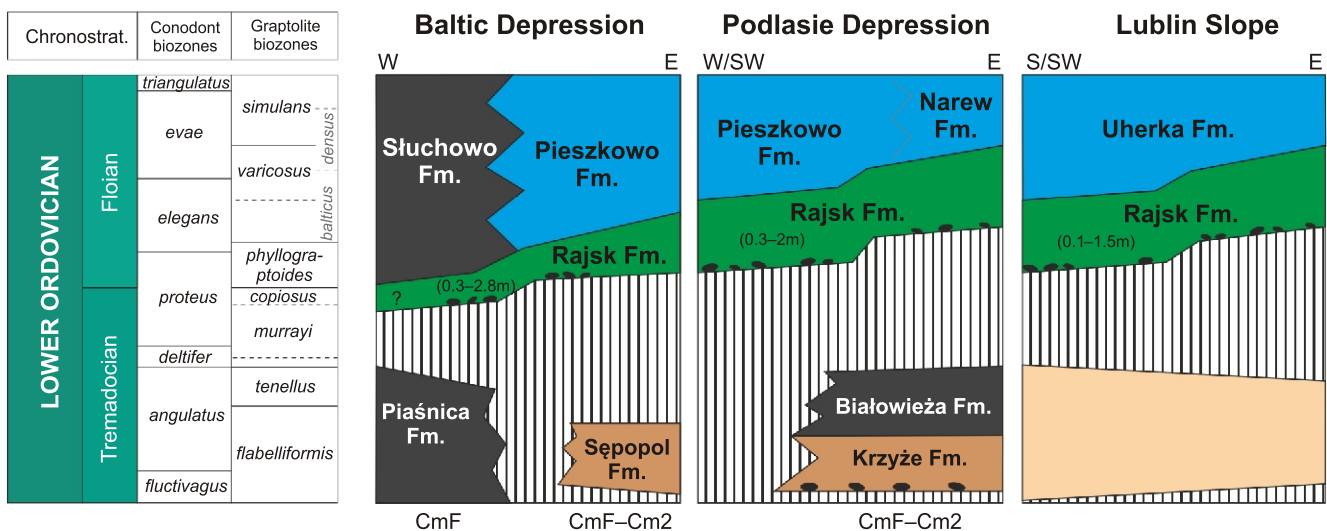 Chronostrat.
Conodont
biozones
Graptolite
biozones
Baltic Depression
Podlasie Depression
Lublin Slope
W
E
W/SW
E
S/SW
E
LOWER ORDOVICIAN
Floian
Tremadocian
triangulatus
evae
elegans
proteus
deltifer
angulatus
fluctivagus
simulans
densus
varicosus
balticus
phyllogra-
ptoides
copiosus
murrayi
tenellus
flabelliformis
Słuchowo
Fm.
Pieszkowo
Fm.
Rajsk Fm.
(0.3–2.8m)
?
Piaśnica
Fm.
Sępopol
Fm.
Pieszkowo
Fm.
Narew
Fm.
Rajsk Fm.
(0.3–2m)
Białowieża Fm.
Krzyże Fm.
Uherka Fm.
Rajsk Fm.
(0.1–1.5m)
CmF
CmF–Cm2
CmF–Cm2